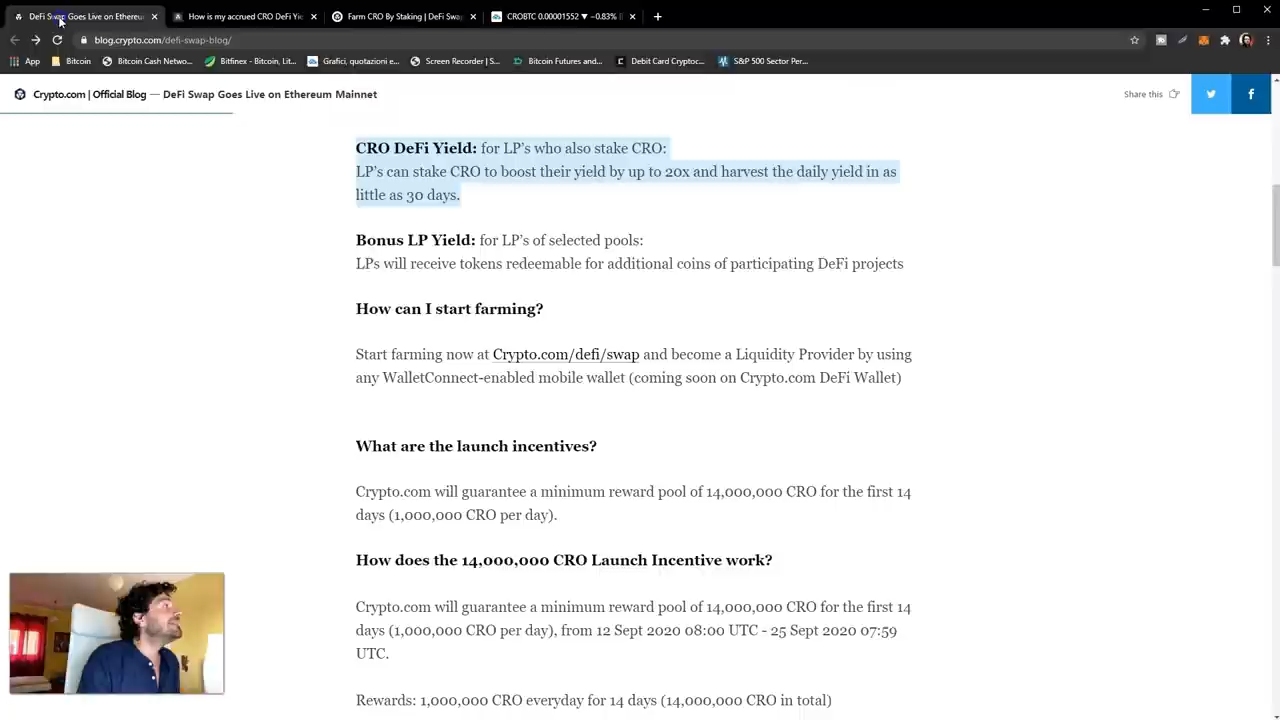 DeFi Swap Goes Live on Ethereu
How is my accrued CRO DeFi Yie
Farm CRO By Staking | DeFi Swa
CROBTC 0.00001552 ▼ −0.83%
blog.crypto.com/defi-swap-blog/
App
Bitcoin
Bitcoin Cash Netw...
Bitfinex - Bitcoin, Lit...
Grafici, quotazioni e...
Screen Recorder | S...
Bitcoin Futures and...
Debit Card Cryptoc...
S&P 500 Sector Per...
Crypto.com | Official Blog — DeFi Swap Goes Live on Ethereum Mainnet
Share this
CRO DeFi Yield: for LP's who also stake CRO:
LP's can stake CRO to boost their yield by up to 20x and harvest the daily yield in as
little as 30 days.
Bonus LP Yield: for LP's of selected pools:
LPs will receive tokens redeemable for additional coins of participating DeFi projects
How can I start farming?
Start farming now at Crypto.com/defi/swap and become a Liquidity Provider by using
any WalletConnect-enabled mobile wallet (coming soon on Crypto.com DeFi Wallet)
What are the launch incentives?
Crypto.com will guarantee a minimum reward pool of 14,000,000 CRO for the first 14
days (1,000,000 CRO per day).
How does the 14,000,000 CRO Launch Incentive work?
Crypto.com will guarantee a minimum reward pool of 14,000,000 CRO for the first 14
days (1,000,000 CRO per day), from 12 Sept 2020 08:00 UTC - 25 Sept 2020 07:59
UTC.
Rewards: 1,000,000 CRO everyday for 14 days (14,000,000 CRO in total)